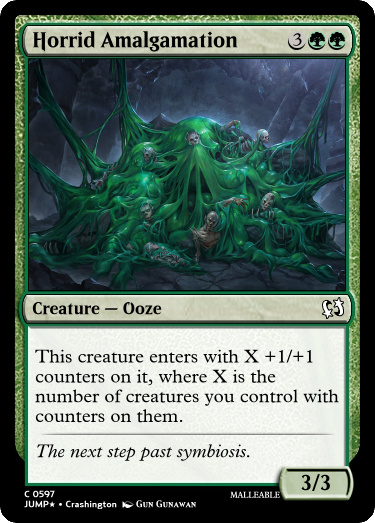 Horrid Amalgamation 3
Creature — Ooze
This creature enters with X +1/+1
counters on it, where X is the
number of creatures you control with
counters on them.
The next step past symbiosis.
3/3
C 0597 MALLEABLE
JUMP★ • Crashington Gun Gunawan